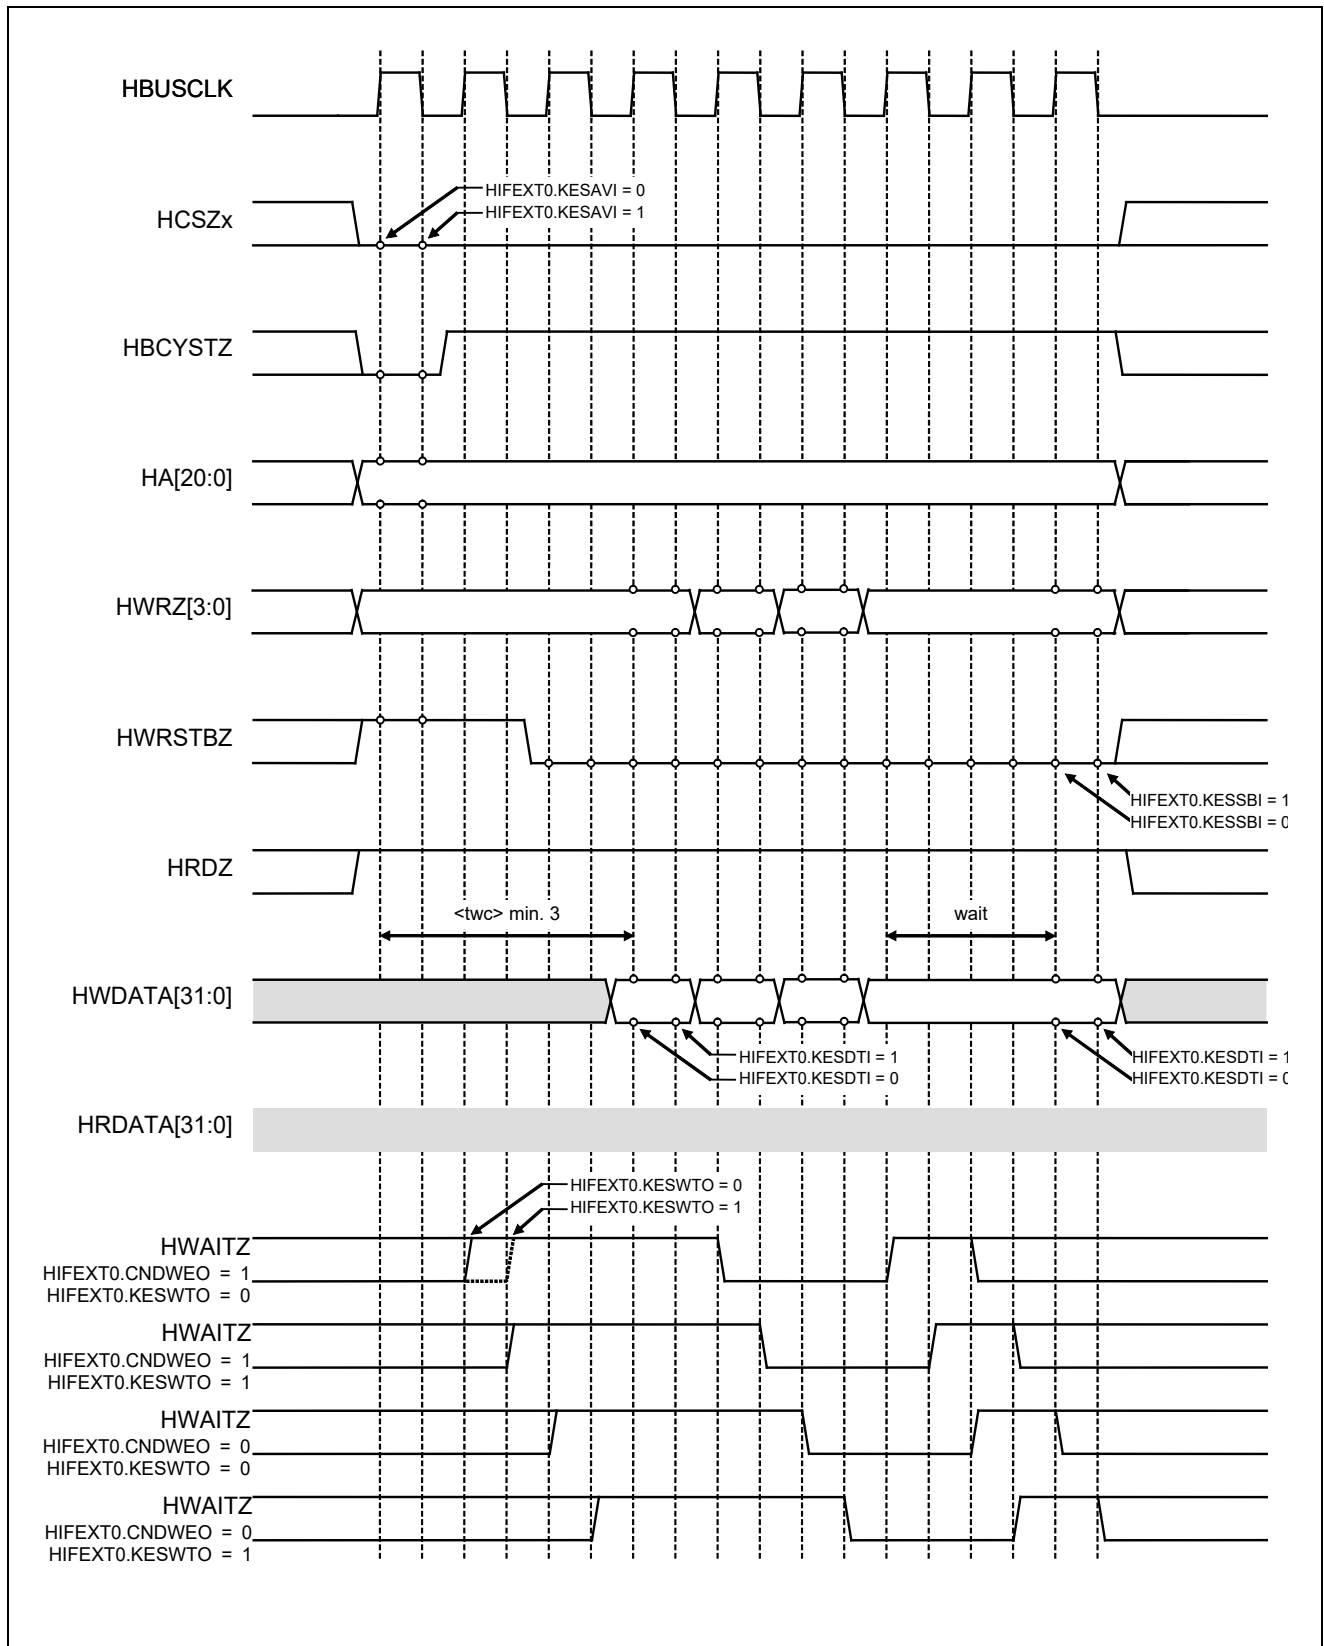 HBUSCLK
HCSZx
HIFEXT0.KESAVI = 0
HIFEXT0.KESAVI = 1
HBCYSTZ
HA[20:0]
HWRZ[3:0]
HWRSTBZ
HIFEXT0.KESSBI = 1
HIFEXT0.KESSBI = 0
HRDZ
<twc> min. 3
wait
HWDATA[31:0]
HIFEXT0.KESDTI = 1
HIFEXT0.KESDTI = 0
HIFEXT0.KESDTI = 1
HIFEXT0.KESDTI = 0
HRDATA[31:0]
HIFEXT0.KESWTO = 0
HIFEXT0.KESWTO = 1
HWAITZ
HIFEXT0.CNDWEO = 1
HIFEXT0.KESWTO = 0
HWAITZ
HIFEXT0.CNDWEO = 1
HIFEXT0.KESWTO = 1
HWAITZ
HIFEXT0.CNDWEO = 0
HIFEXT0.KESWTO = 0
HWAITZ
HIFEXT0.CNDWEO = 0
HIFEXT0.KESWTO = 1